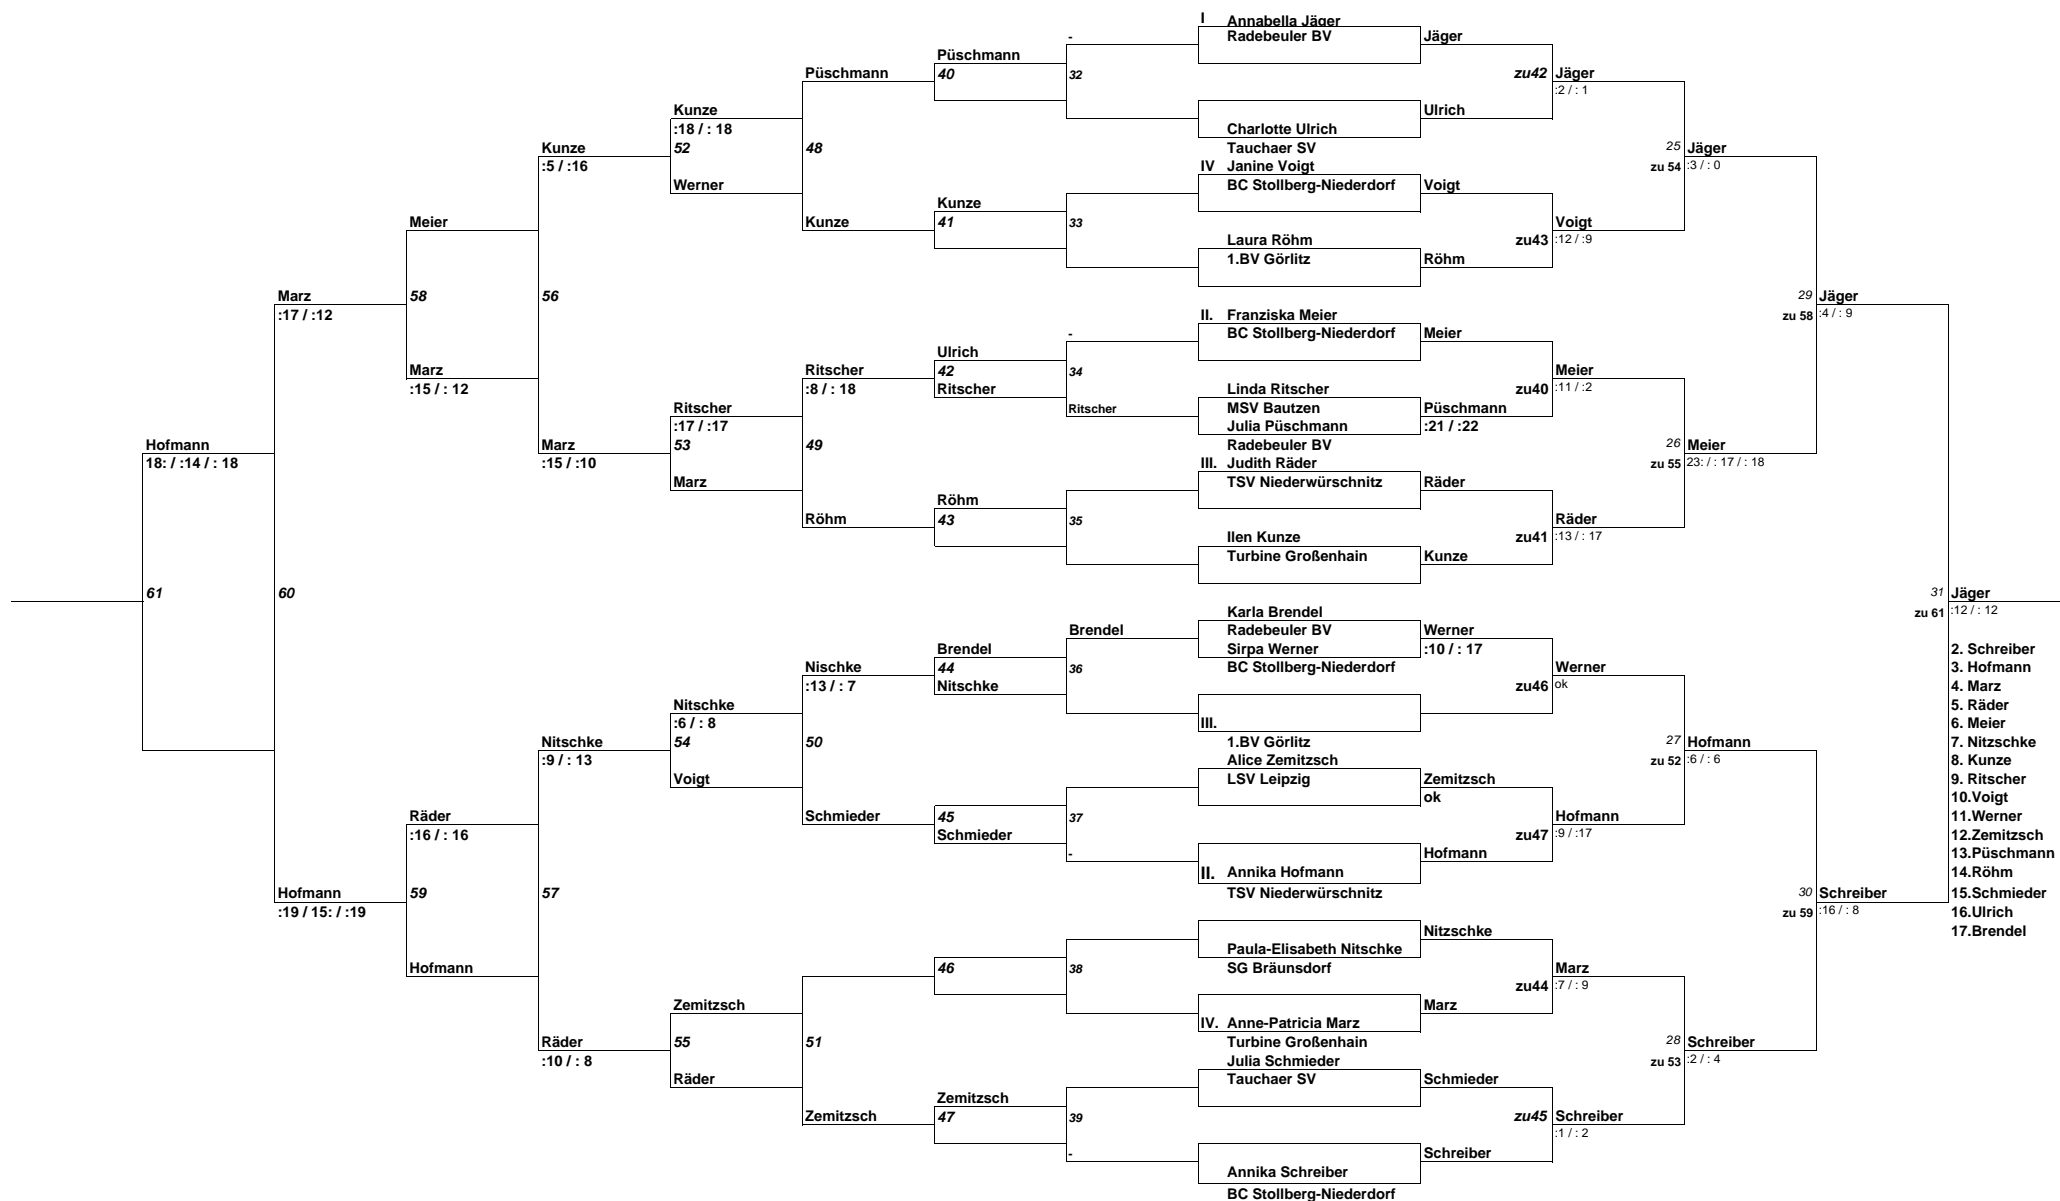 I Annabella Jäger
- Radebeuler BV Jäger
Püschmann
Püschmann 40 32 zu42 Jäger
:2 / : 1
Kunze Ulrich
:18 / : 18 Charlotte Ulrich
Kunze 52 48 Tauchaer SV 25 Jäger
:5 / :16 IV Janine Voigt zu 54 :3 / : 0
Werner BC Stollberg-Niederdorf Voigt
Kunze
Meier Kunze 41 33 Voigt
Laura Röhm zu43 :12 / :9
1.BV Görlitz Röhm
Marz 58 56 29 Jäger
:17 / :12 II. Franziska Meier zu 58 :4 / : 9
- BC Stollberg-Niederdorf Meier
Ulrich
Marz Ritscher 42 34 Meier
:15 / : 12 :8 / : 18 Ritscher Linda Ritscher zu40 :11 / :2
Ritscher Ritscher MSV Bautzen Püschmann
:17 / :17 Julia Püschmann :21 / :22
Hofmann Marz 53 49 Radebeuler BV 26 Meier
18: / :14 / : 18 :15 / :10 III. Judith Räder zu 55 23: / : 17 / : 18
Marz TSV Niederwürschnitz Räder
Röhm
Röhm 43 35 Räder
Ilen Kunze zu41 :13 / : 17
Turbine Großenhain Kunze
61 60 31 Jäger
Karla Brendel zu 61 :12 / : 12
Brendel Radebeuler BV Werner
Brendel Sirpa Werner :10 / : 17 2. Schreiber
Nischke 44 36 BC Stollberg-Niederdorf Werner 3. Hofmann
:13 / : 7 Nitschke zu46 ok 4. Marz
Nitschke 5. Räder
:6 / : 8 III. 6. Meier
Nitschke 54 50 1.BV Görlitz 27 Hofmann 7. Nitzschke
:9 / : 13 Alice Zemitzsch zu 52 :6 / : 6 8. Kunze
Voigt LSV Leipzig Zemitzsch 9. Ritscher
ok 10.Voigt
Räder Schmieder 45 37 Hofmann 11.Werner
:16 / : 16 Schmieder zu47 :9 / :17 12.Zemitzsch
- Hofmann 13.Püschmann
II. Annika Hofmann 14.Röhm
Hofmann 59 57 TSV Niederwürschnitz 30 Schreiber 15.Schmieder
:19 / 15: / :19 zu 59 :16 / : 8 16.Ulrich
Nitzschke 17.Brendel
Paula-Elisabeth Nitschke
Hofmann 46 38 SG Bräunsdorf Marz
zu44 :7 / : 9
Zemitzsch Marz
IV. Anne-Patricia Marz
Räder 55 51 Turbine Großenhain 28 Schreiber
:10 / : 8 Julia Schmieder zu 53 :2 / : 4
Räder Tauchaer SV Schmieder
Zemitzsch
Zemitzsch 47 39 zu45 Schreiber
:1 / : 2
- Schreiber
Annika Schreiber
BC Stollberg-Niederdorf